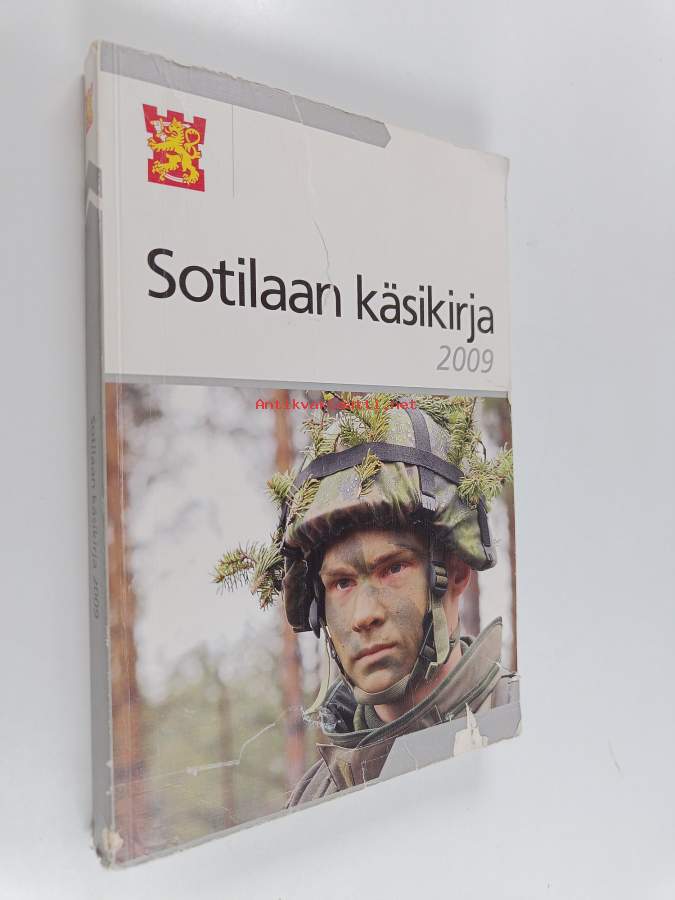 Sotilaan käsikirja
2009
Antikvariaatti.net
Sotilaan käsikirja 2009